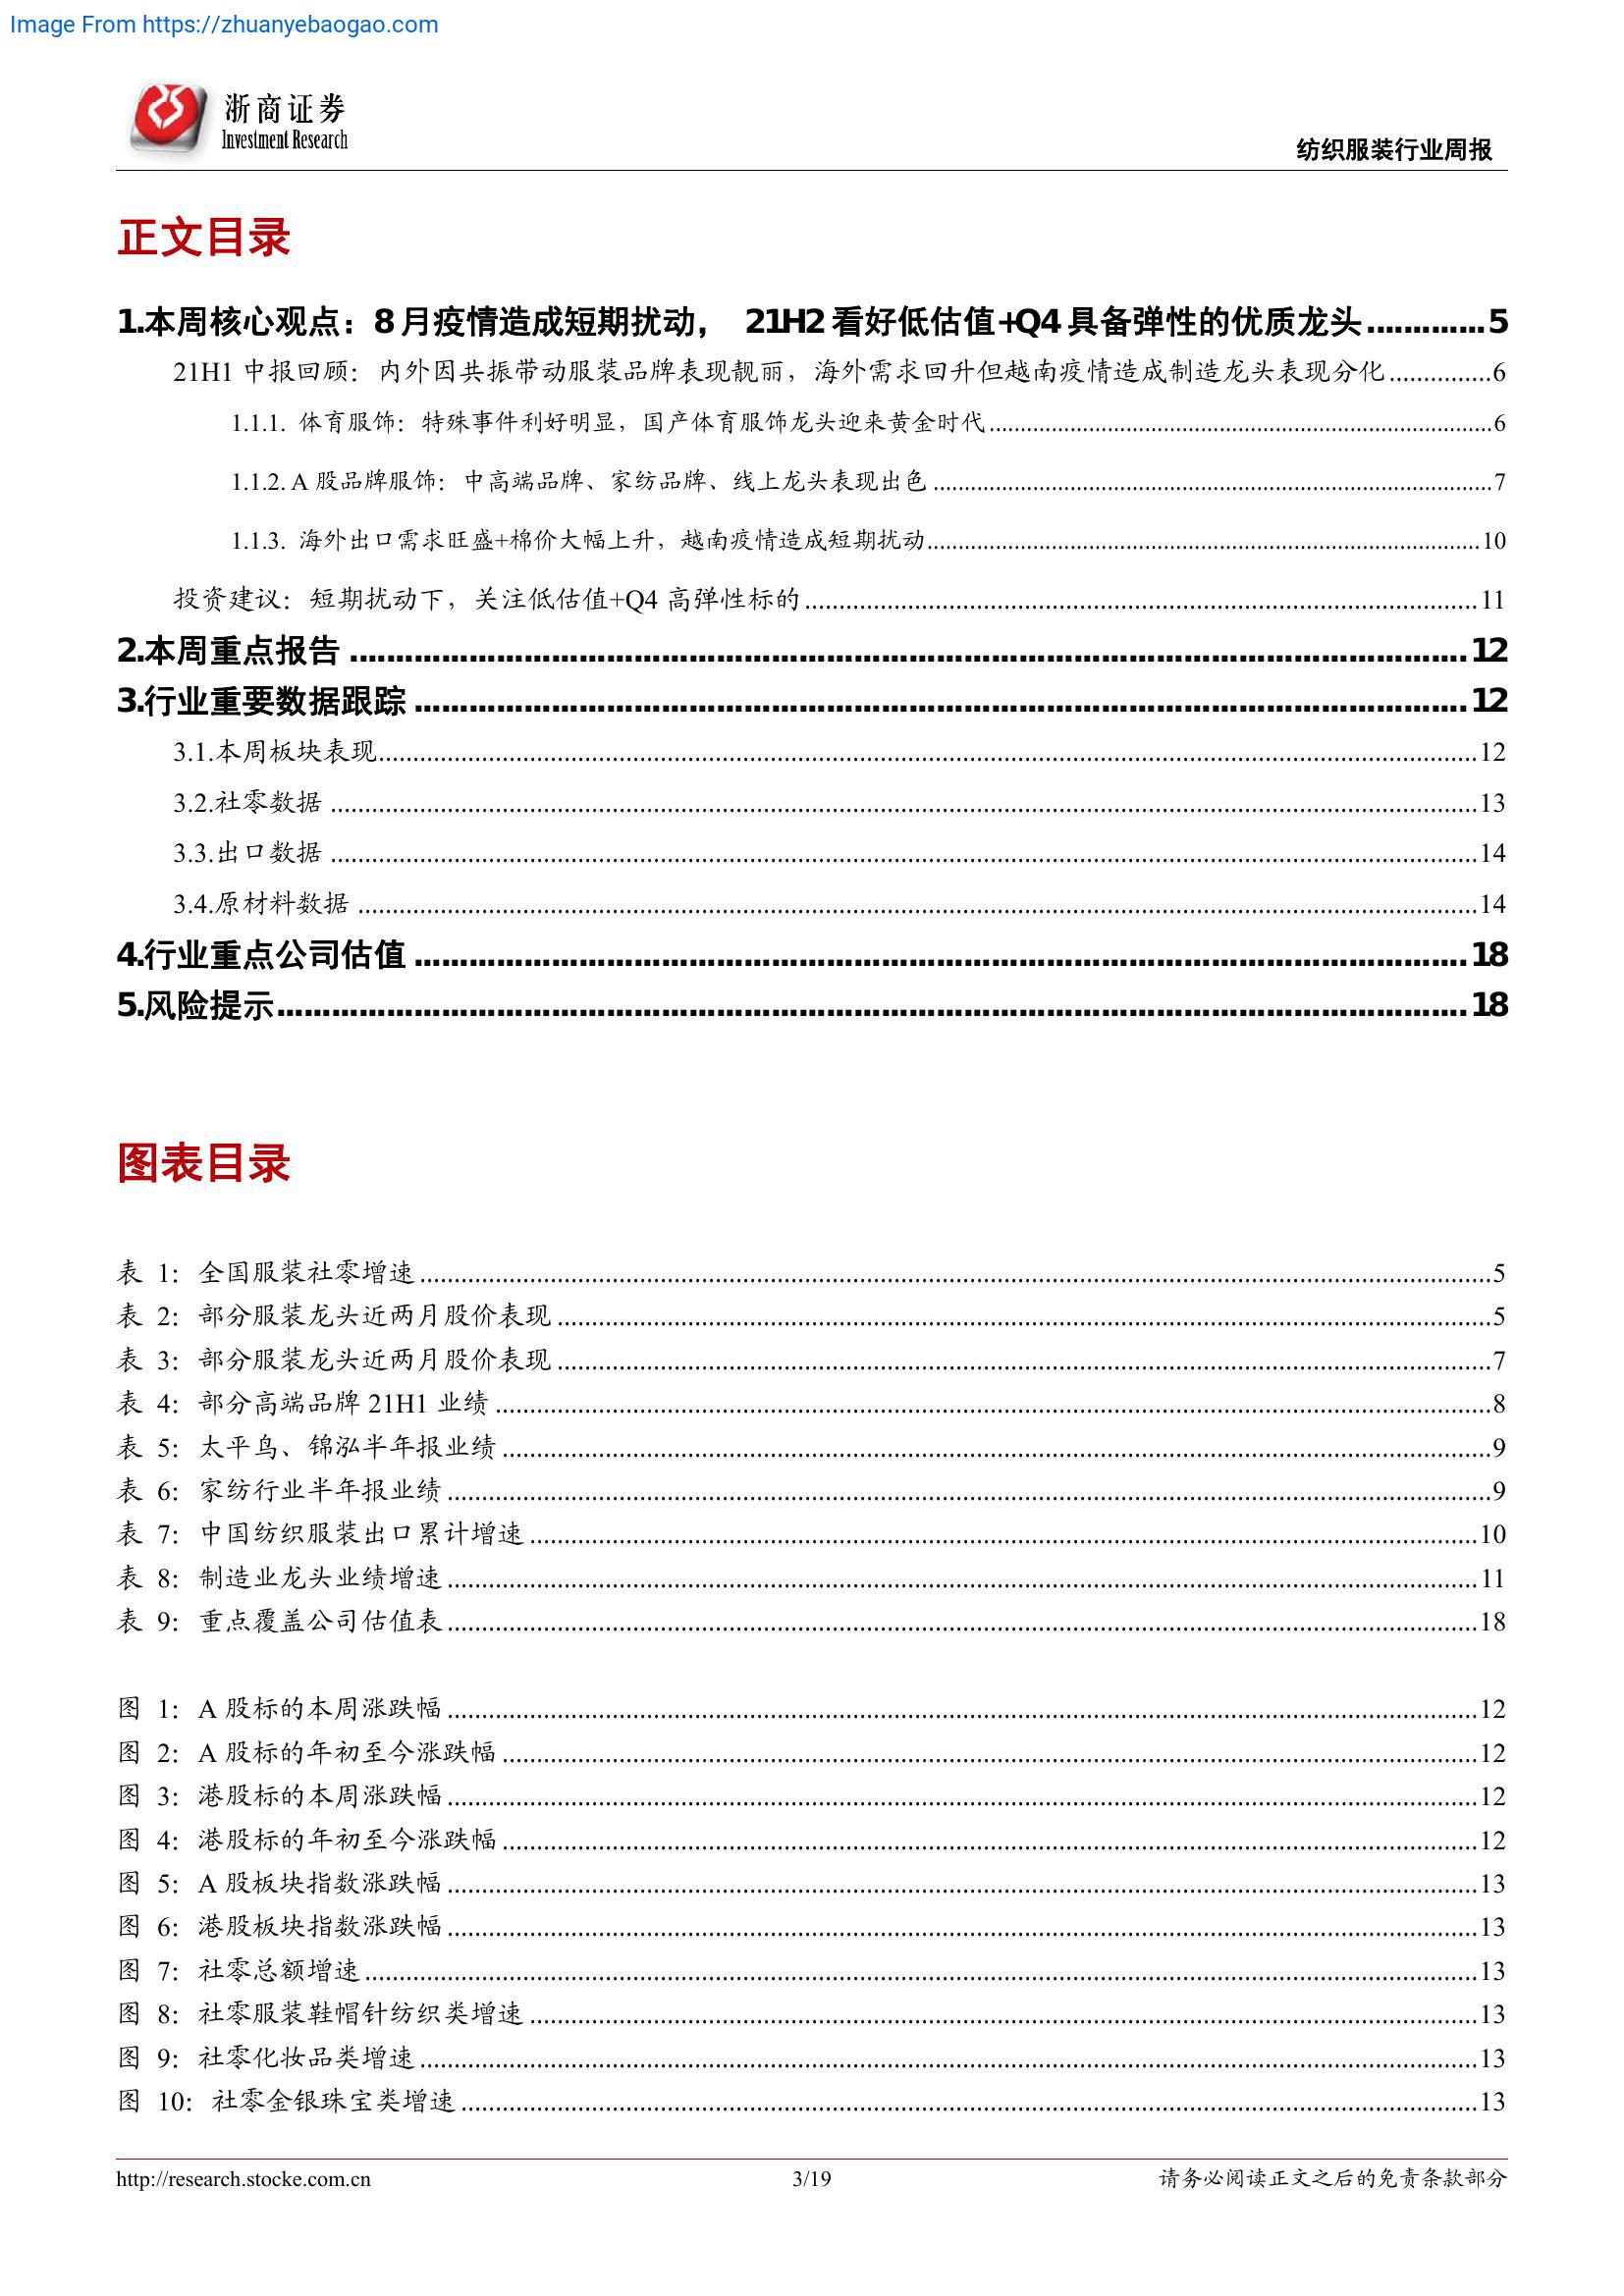 Image From https://zhuanyebaogao.com
浙商证券
Investment Research
纺织服装行业周报
正文目录
1.本周核心观点：8 月疫情造成短期扰动， 21H2 看好低估值+Q4 具备弹性的优质龙头.............5
21H1 中报回顾：内外因共振带动服装品牌表现靓丽，海外需求回升但越南疫情造成制造龙头表现分化...............6
1.1.1. 体育服饰：特殊事件利好明显，国产体育服饰龙头迎来黄金时代...............6
1.1.2. A 股品牌服饰：中高端品牌、家纺品牌、线上龙头表现出色...............7
1.1.3. 海外出口需求旺盛+棉价大幅上升，越南疫情造成短期扰动...............10
投资建议：短期扰动下，关注低估值+Q4 高弹性标的...............11
2.本周重点报告...............12
3.行业重要数据跟踪...............12
3.1.本周板块表现...............12
3.2.社零数据...............13
3.3.出口数据...............14
3.4.原材料数据...............14
4.行业重点公司估值...............18
5.风险提示...............18
图表目录
表 1：全国服装社零增速...............5
表 2：部分服装龙头近两月股价表现...............5
表 3：部分服装龙头近两月股价表现...............7
表 4：部分高端品牌 21H1 业绩...............8
表 5：太平鸟、锦泓半年报业绩...............9
表 6：家纺行业半年报业绩...............9
表 7：中国纺织服装出口累计增速...............10
表 8：制造业龙头业绩增速...............11
表 9：重点覆盖公司估值表...............18
图 1：A 股标的本周涨跌幅...............12
图 2：A 股标的年初至今涨跌幅...............12
图 3：港股标的本周涨跌幅...............12
图 4：港股标的年初至今涨跌幅...............12
图 5：A 股板块指数涨跌幅...............13
图 6：港股板块指数涨跌幅...............13
图 7：社零总额增速...............13
图 8：社零服装鞋帽针纺织类增速...............13
图 9：社零化妆品类增速...............13
图 10：社零金银珠宝类增速...............13
http://research.stocke.com.cn
3/19
请务必阅读正文之后的免责条款部分